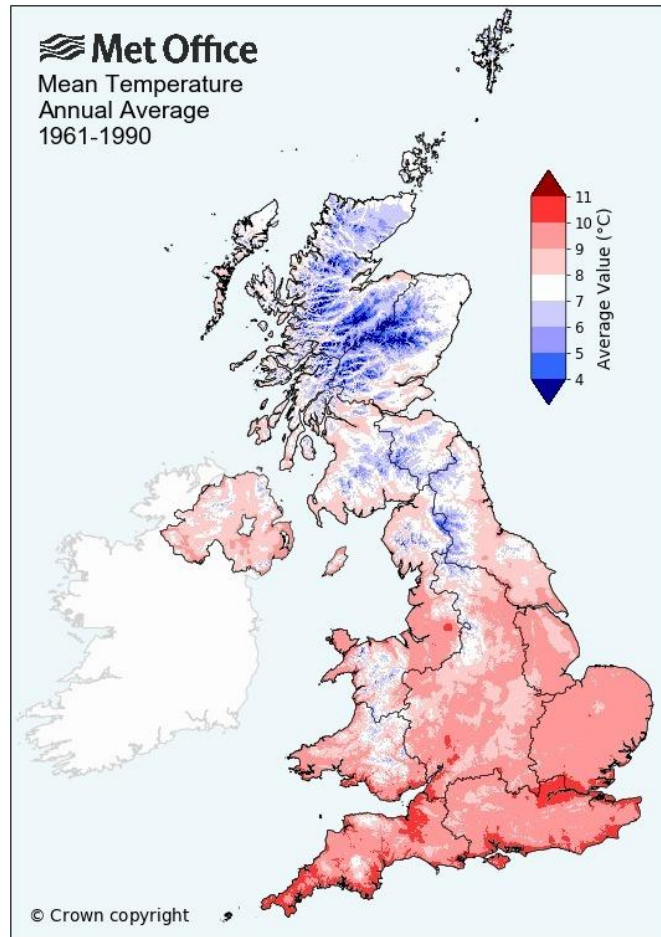 Met Office
Mean Temperature
Annual Average
1961-1990
11
10
9
8
7
6
5
4
Average Value (°C)
© Crown copyright